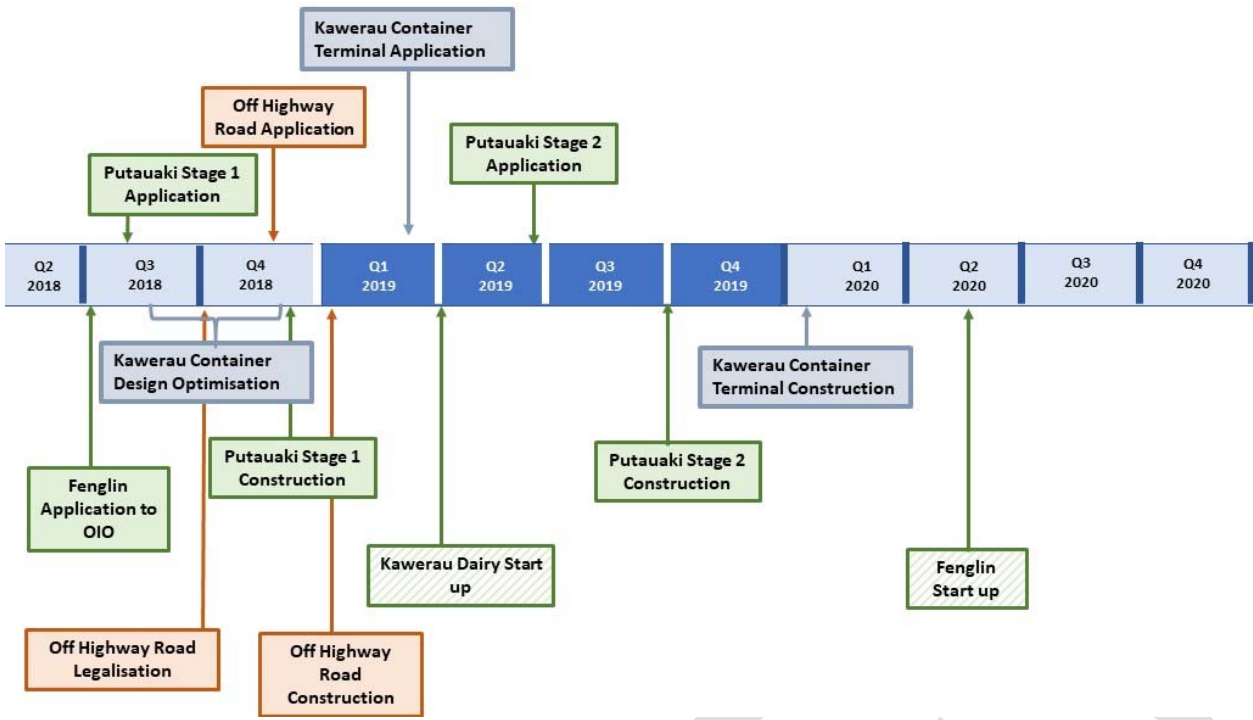 Kawerau Container
Terminal Application
Off Highway
Road Application
Putauaki Stage 2
Application
Putauaki Stage 1
Application
Q2
2018
Q3
2018
Q4
2018
Q1
2019
Q2
2019
Q3
2019
Q4
2019
Q1
2020
Q2
2020
Q3
2020
Q4
2020
Kawerau Container
Design Optimisation
Kawerau Container
Terminal Construction
Putauaki Stage 1
Construction
Putauaki Stage 2
Construction
Fenglin
Application to
OIO
Kawerau Dairy Start
up
Fenglin
Start up
Off Highway Road
Legalisation
Off Highway
Road
Construction